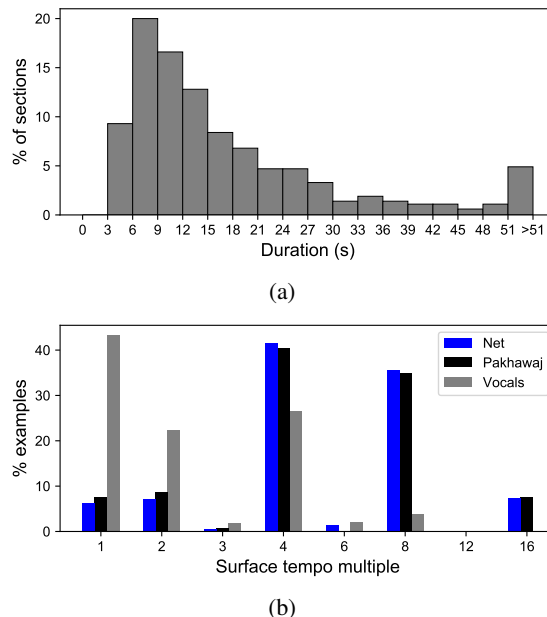 20
15
10
5
0
% of sections
0 3 6 9 12 15 18 21 24 27 30 33 36 39 42 45 48 51 >51
Duration (s)
(a)
40
30
20
10
0
% examples
Net
Pakhawaj
Vocals
1 2 3 4 6 8 12 16
Surface tempo multiple
(b)